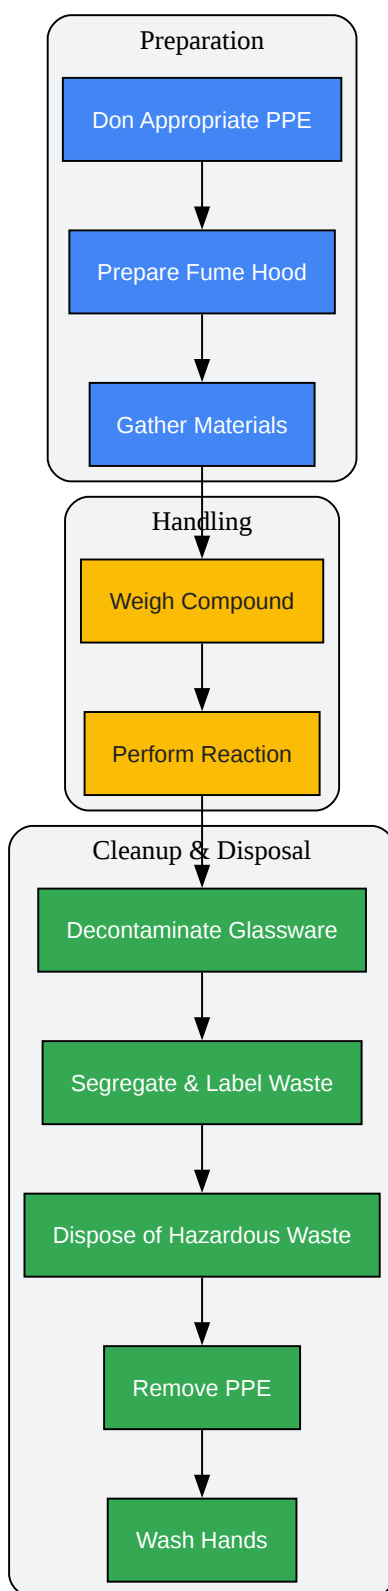 Preparation
Don Appropriate PPE
Prepare Fume Hood
Gather Materials
Handling
Weigh Compound
Perform Reaction
Cleanup & Disposal
Decontaminate Glassware
Segregate & Label Waste
Dispose of Hazardous Waste
Remove PPE
Wash Hands